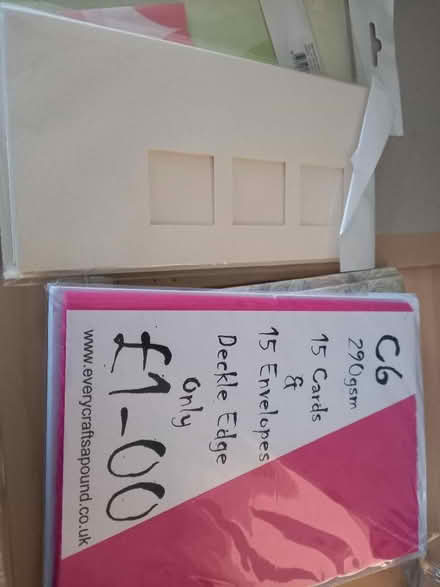 C6
290gsm
15 Cards
&
15 Envelopes
Deckle Edge
Only
£1-00
www.everycraftsapound.co.uk